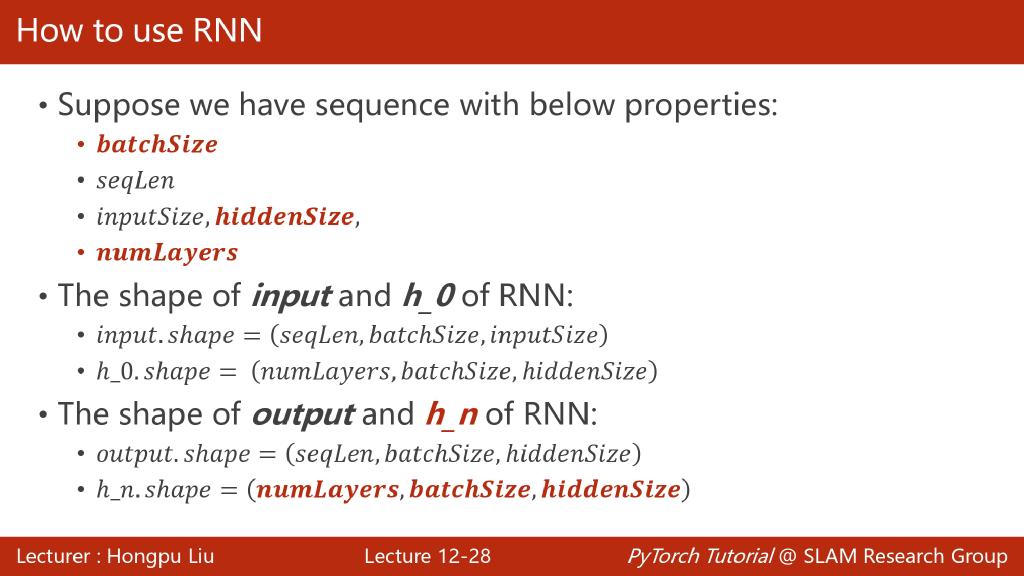 How to use RNN
• Suppose we have sequence with below properties:
• batchSize
• seqLen
• inputSize, hiddenSize,
• numLayers
• The shape of input and h_0 of RNN:
• input.shape = (seqLen, batchSize, inputSize)
• h_0.shape = (numLayers, batchSize, hiddenSize)
• The shape of output and h_n of RNN:
• output.shape = (seqLen, batchSize, hiddenSize)
• h_n.shape = (numLayers, batchSize, hiddenSize)
Lecturer : Hongpu Liu Lecture 12-28 PyTorch Tutorial @ SLAM Research Group